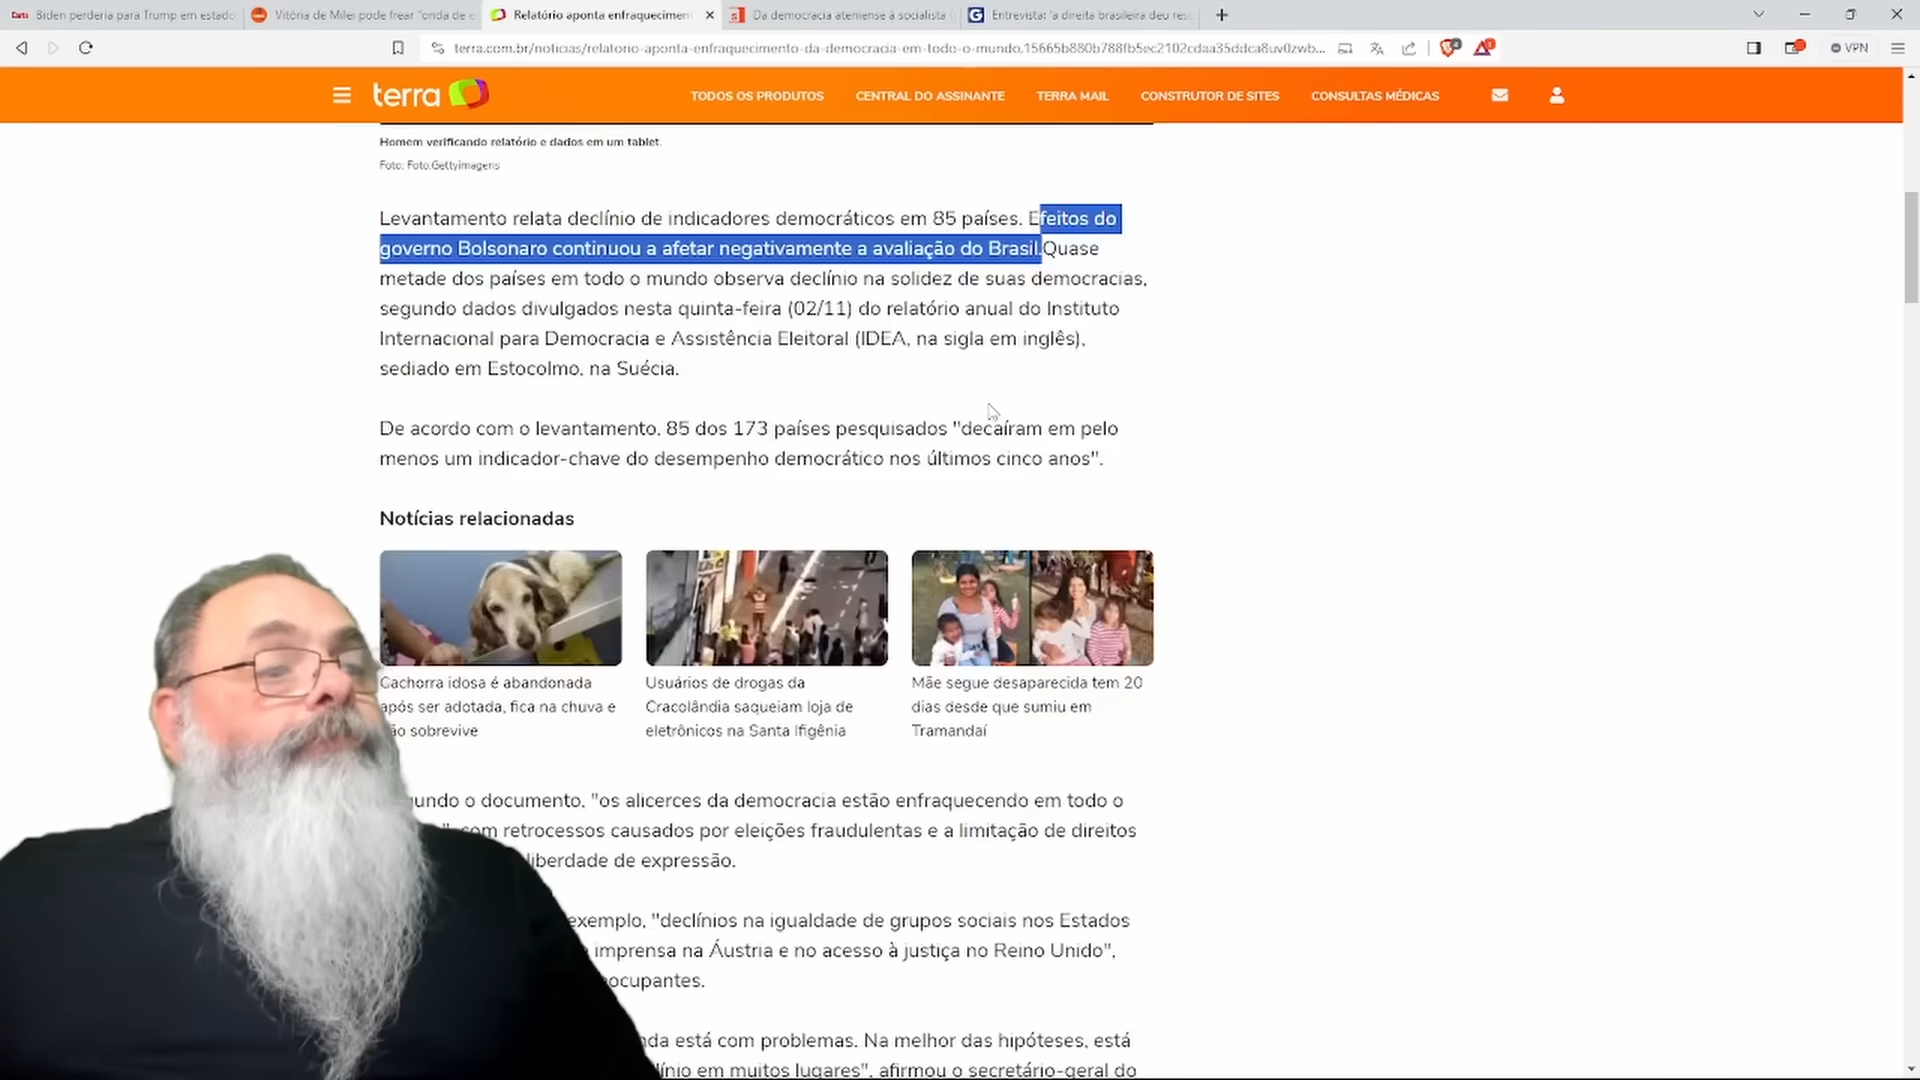 Biden perderia para Trump em estado
Vitória de Milei pode frear "onda de e
Relatório aponta enfraquecimen
Da democracia ateniense à socialista
Entrevista: 'a direita brasileira deu res
terra.com.br/noticias/relatorio-aponta-enfraquecimento-da-democracia-em-todo-o-mundo,15665b880b788fb5ec2102cdaa35ddca8uv0zwb...
VPN
terra
TODOS OS PRODUTOS
CENTRAL DO ASSINANTE
TERRA MAIL
CONSTRUTOR DE SITES
CONSULTAS MÉDICAS
Homem verificando relatório e dados em um tablet.
Foto: Foto:Gettyimagens
Levantamento relata declínio de indicadores democráticos em 85 países. Efeitos do
governo Bolsonaro continuou a afetar negativamente a avaliação do Brasil.Quase
metade dos países em todo o mundo observa declínio na solidez de suas democracias,
segundo dados divulgados nesta quinta-feira (02/11) do relatório anual do Instituto
Internacional para Democracia e Assistência Eleitoral (IDEA, na sigla em inglês),
sediado em Estocolmo, na Suécia.
De acordo com o levantamento, 85 dos 173 países pesquisados "decaíram em pelo
menos um indicador-chave do desempenho democrático nos últimos cinco anos".
Notícias relacionadas
Cachorra idosa é abandonada
após ser adotada, fica na chuva e
ão sobrevive
Usuários de drogas da
Cracolândia saqueiam loja de
eletrônicos na Santa Ifigênia
Mãe segue desaparecida tem 20
dias desde que sumiu em
Tramandaí
gundo o documento, "os alicerces da democracia estão enfraquecendo em todo o
", com retrocessos causados por eleições fraudulentas e a limitação de direitos
liberdade de expressão.
exemplo, "declínios na igualdade de grupos sociais nos Estados
imprensa na Áustria e no acesso à justiça no Reino Unido",
ocupantes.
nda está com problemas. Na melhor das hipóteses, está
línio em muitos lugares", afirmou o secretário-geral do